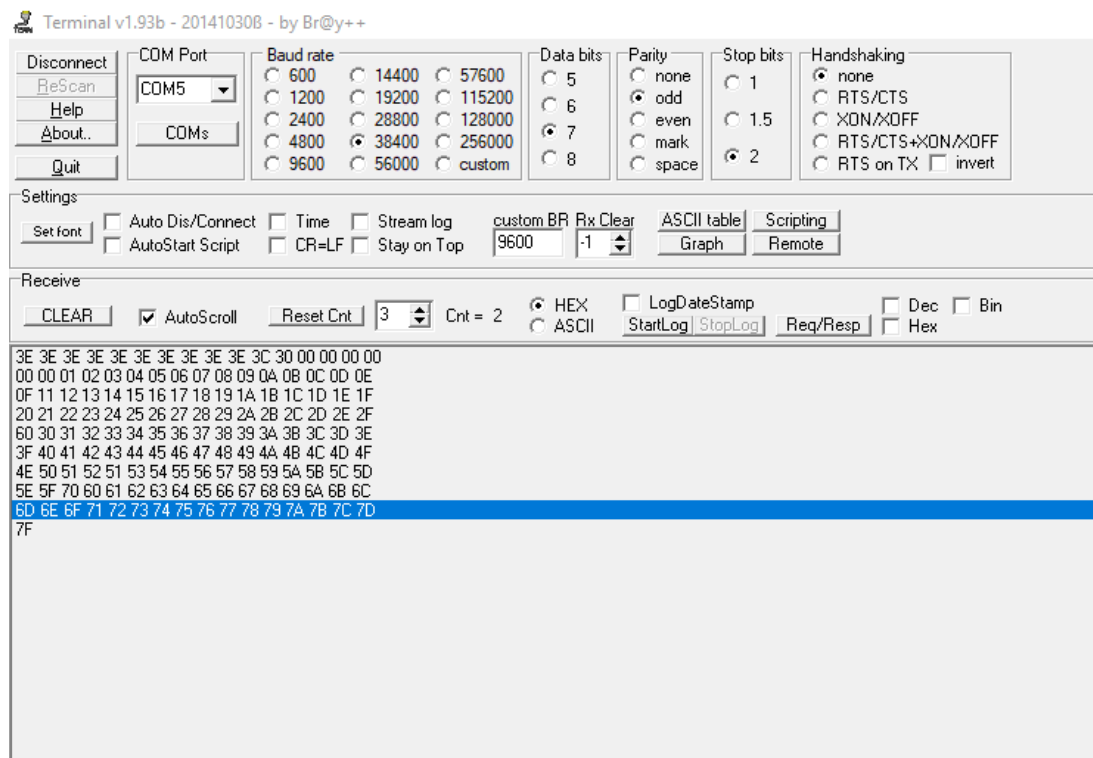 Terminal v1.93b - 20141030ß - by Br@y++
Disconnect
ReScan
Help
About..
Quit
COM Port
COM5
COMs
Baud rate
600 14400 57600
1200 19200 115200
2400 28800 128000
4800 38400 256000
9600 56000 custom
Data bits
5
6
7
8
Parity
none
odd
even
mark
space
Stop bits
1
1.5
2
Handshaking
none
RTS/CTS
XON/XOFF
RTS/CTS+XON/XOFF
RTS on TX invert
Settings
Set font
Auto Dis/Connect Time Stream log
AutoStart Script CR=LF Stay on Top
custom BR Rx Clear
9600 -1
ASCII table Scripting
Graph Remote
Receive
CLEAR AutoScroll Reset Cnt 3 Cnt = 2
HEX
ASCII
LogDateStamp
StartLog StopLog Req/Resp
Dec Bin
Hex
3E 3E 3E 3E 3E 3E 3E 3E 3E 3E 3C 30 00 00 00 00
00 00 01 02 03 04 05 06 07 08 09 0A 0B 0C 0D 0E
0F 11 12 13 14 15 16 17 18 19 1A 1B 1C 1D 1E 1F
20 21 22 23 24 25 26 27 28 29 2A 2B 2C 2D 2E 2F
60 30 31 32 33 34 35 36 37 38 39 3A 3B 3C 3D 3E
3F 40 41 42 43 44 45 46 47 48 49 4A 4B 4C 4D 4F
4E 50 51 52 51 53 54 55 56 57 58 59 5A 5B 5C 5D
5E 5F 70 60 61 62 63 64 65 66 67 68 69 6A 6B 6C
6D 6E 6F 71 72 73 74 75 76 77 78 79 7A 7B 7C 7D
7F